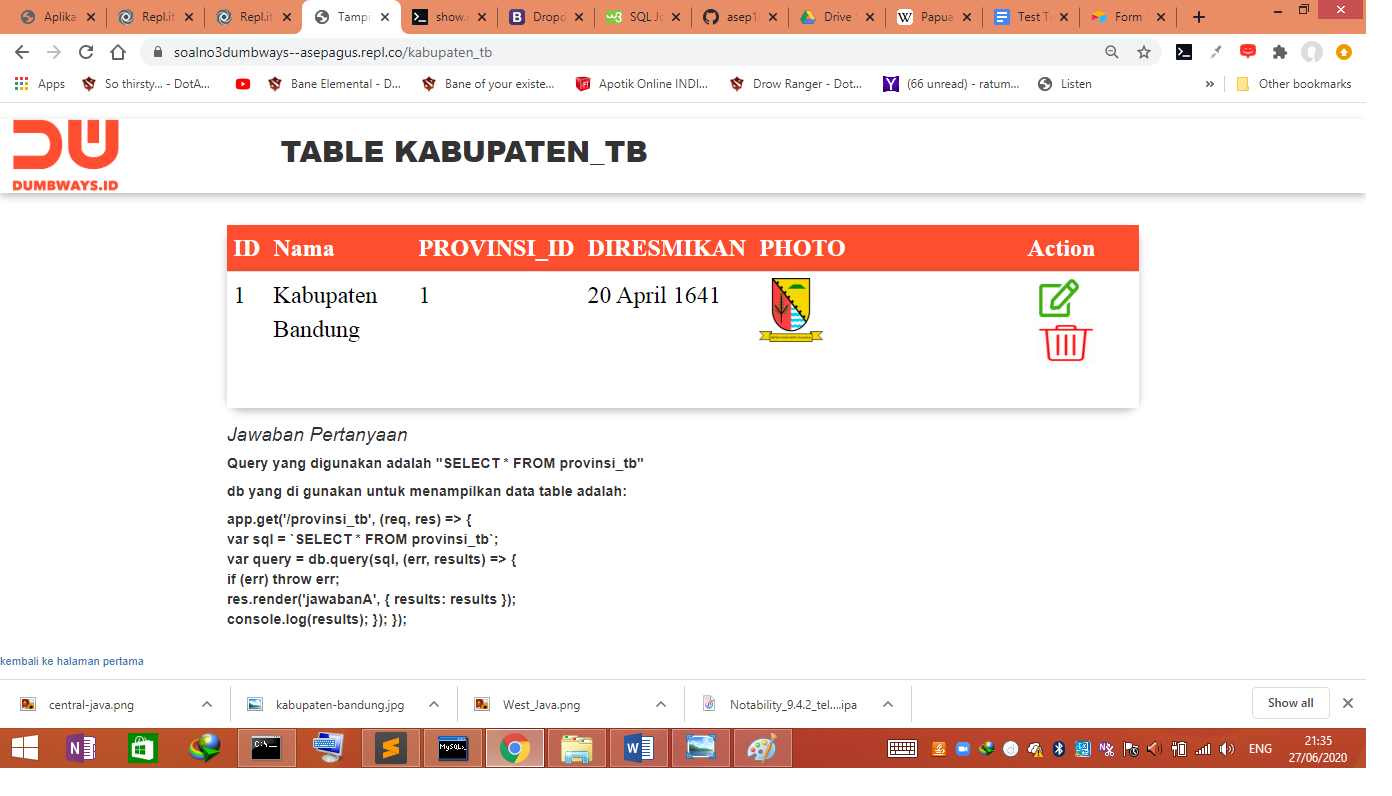 Aplika
Repl.it
Repl.it
Tampi
show.
Dropd
SQL Jo
asep1
Drive
Papua
Test T
Form
soalno3dumbways--asepagus.repl.co/kabupaten_tb
Apps
So thirsty... - DotA...
Bane Elemental - D...
Bane of your existe...
Apotik Online INDI...
Drow Ranger - Dot...
(66 unread) - ratum...
Listen
»
Other bookmarks
DUMBWAYS.ID
TABLE KABUPATEN_TB
ID Nama PROVINSI_ID DIRESMIKAN PHOTO Action
1 Kabupaten 1 20 April 1641
Bandung
Jawaban Pertanyaan
Query yang digunakan adalah "SELECT * FROM provinsi_tb"
db yang di gunakan untuk menampilkan data table adalah:
app.get('/provinsi_tb', (req, res) => {
var sql = `SELECT * FROM provinsi_tb`;
var query = db.query(sql, (err, results) => {
if (err) throw err;
res.render('jawabanA', { results: results });
console.log(results); }); });
kembali ke halaman pertama
central-java.png
kabupaten-bandung.jpg
West_Java.png
Notability_9.4.2_tel....ipa
Show all
ENG
21:35
27/06/2020